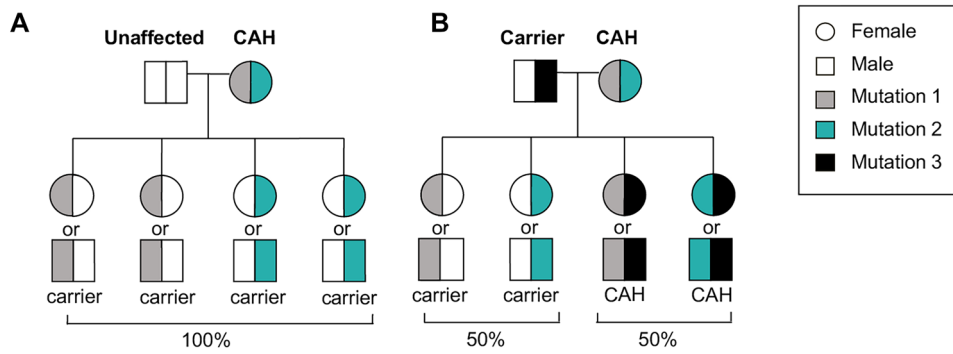 A
Unaffected CAH
or or or or
carrier carrier carrier carrier
100%
B
Carrier CAH
or or or or
carrier carrier CAH CAH
50% 50%
Female
Male
Mutation 1
Mutation 2
Mutation 3